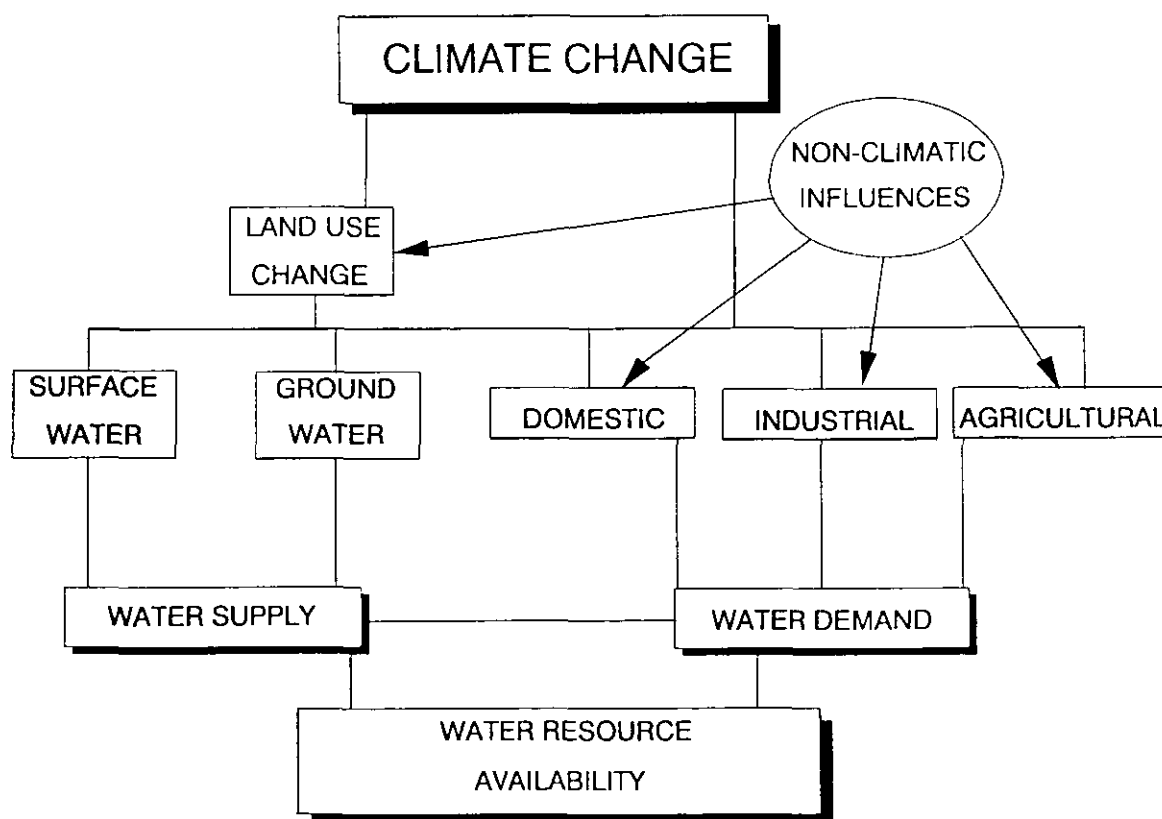 CLIMATE CHANGE
NON-CLIMATIC
INFLUENCES
LAND USE
CHANGE
SURFACE
WATER
GROUND
WATER
DOMESTIC
INDUSTRIAL
AGRICULTURAL
WATER SUPPLY
WATER DEMAND
WATER RESOURCE
AVAILABILITY